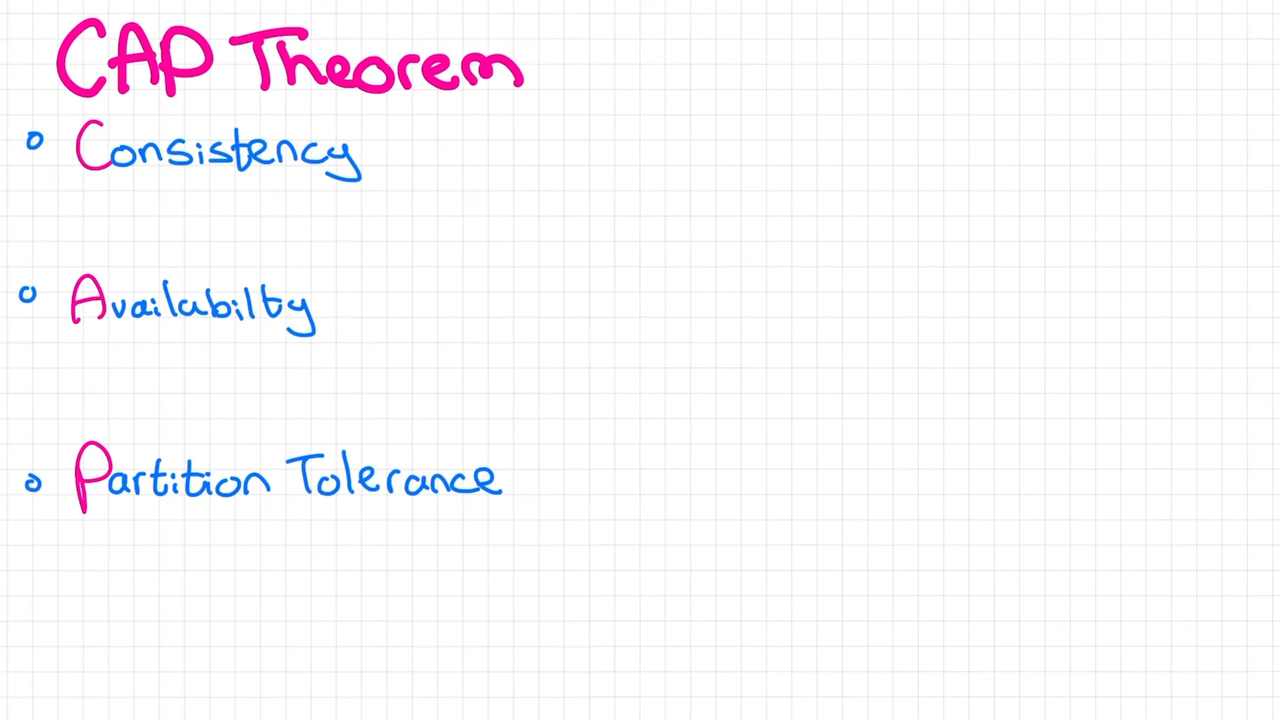 CAP Theorem
Consistency
Availabilty
Partition Tolerance